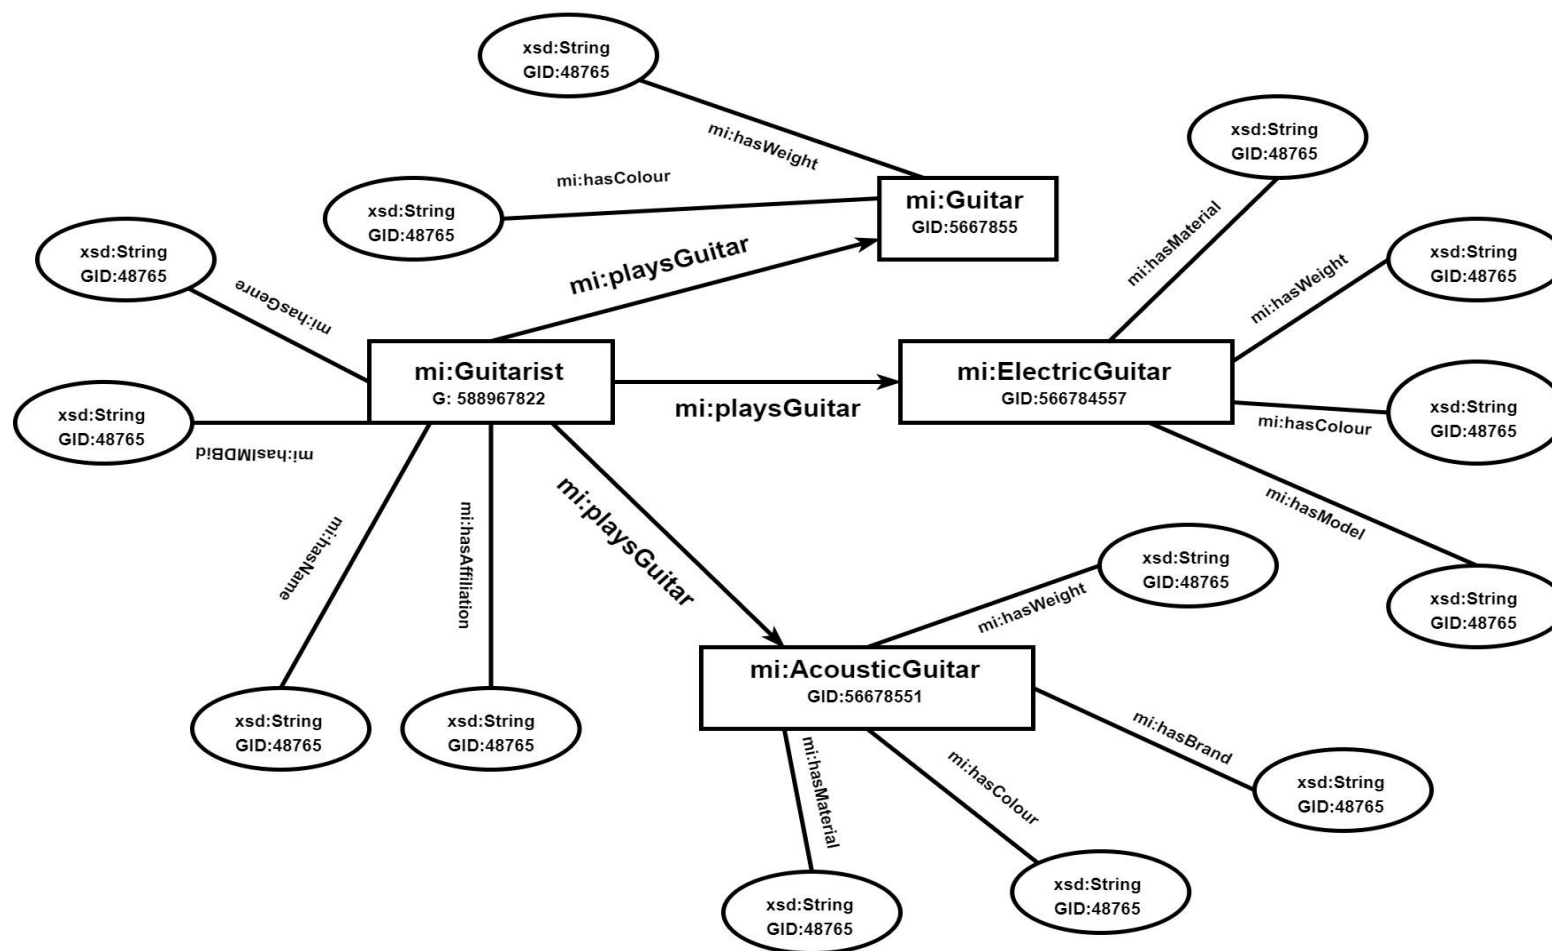 xsd:String
GID:48765
mi:hasWeight
xsd:String
GID:48765
mi:hasMaterial
mi:hasColour
xsd:String
GID:48765
mi:Guitar
GID:5667855
mi:playsGuitar
xsd:String
GID:48765
mi:hasGenre
xsd:String
GID:48765
mi:hasWeight
mi:Guitarist
G: 588967822
mi:playsGuitar
mi:ElectricGuitar
GID:566784557
xsd:String
GID:48765
mi:hasColour
xsd:String
GID:48765
mi:hasIMDBid
mi:hasName
mi:hasAffiliation
mi:playsGuitar
mi:hasModel
xsd:String
GID:48765
mi:hasWeight
xsd:String
GID:48765
mi:AcousticGuitar
GID:56678551
xsd:String
GID:48765
xsd:String
GID:48765
mi:hasMaterial
mi:hasColour
mi:hasBrand
xsd:String
GID:48765
xsd:String
GID:48765
xsd:String
GID:48765